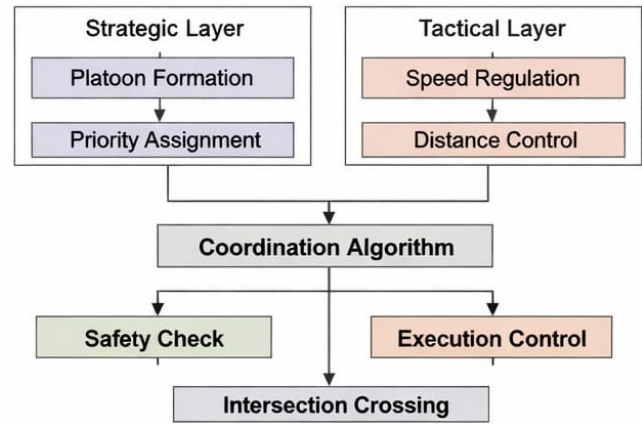 Strategic Layer
Platoon Formation
Priority Assignment
Tactical Layer
Speed Regulation
Distance Control
Coordination Algorithm
Safety Check
Execution Control
Intersection Crossing